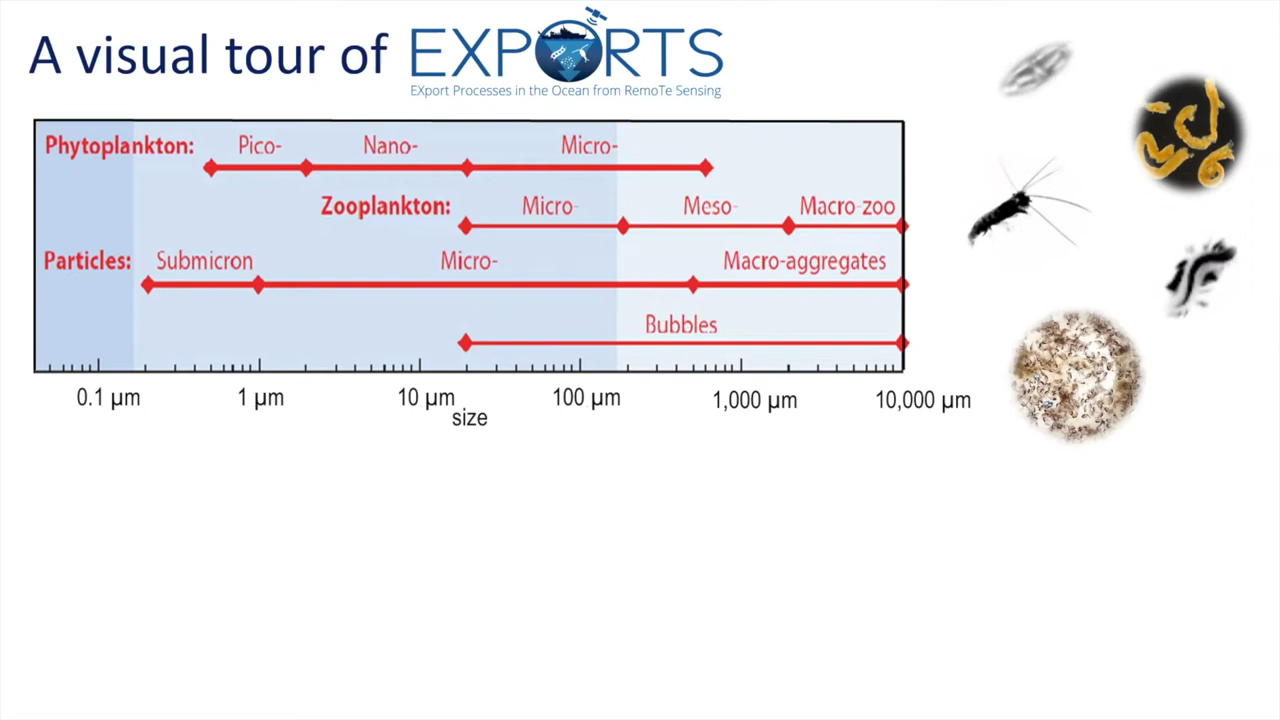 A visual tour of EXPORTS
EXport Processes in the Ocean from RemoTe Sensing
Phytoplankton: Pico- Nano- Micro-
Zooplankton: Micro- Meso- Macro-zoo
Particles: Submicron Micro- Macro-aggregates
Bubbles
0.1 µm 1 µm 10 µm 100 µm 1,000 µm 10,000 µm
size